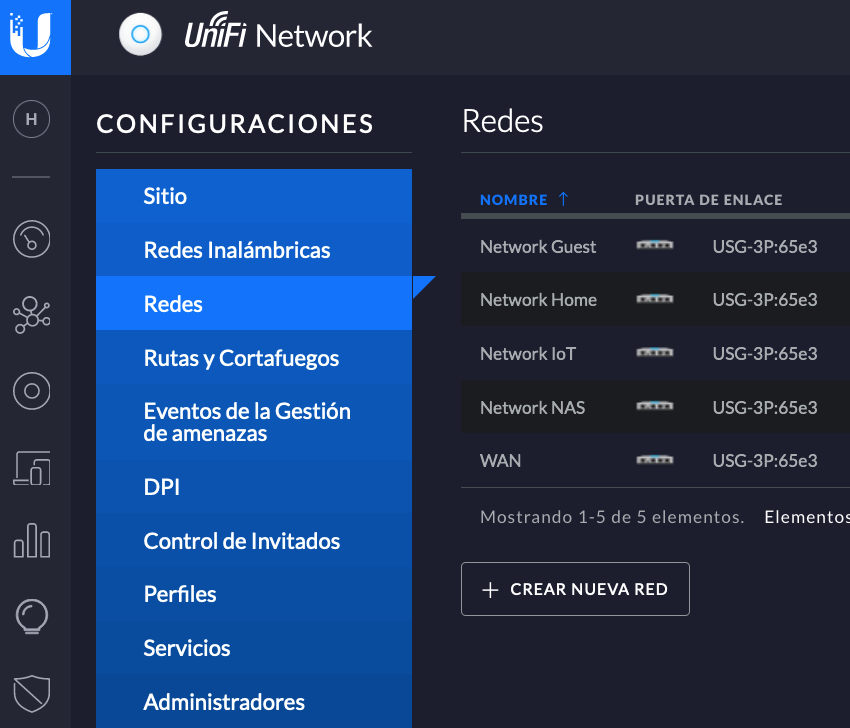 UniFi Network
H
CONFIGURACIONES
Sitio
Redes Inalámbricas
Redes
Rutas y Cortafuegos
Eventos de la Gestión
de amenazas
DPI
Control de Invitados
Perfiles
Servicios
Administradores
Redes
NOMBRE ↑ PUERTA DE ENLACE
Network Guest USG-3P:65e3
Network Home USG-3P:65e3
Network IoT USG-3P:65e3
Network NAS USG-3P:65e3
WAN USG-3P:65e3
Mostrando 1-5 de 5 elementos. Elementos
+ CREAR NUEVA RED